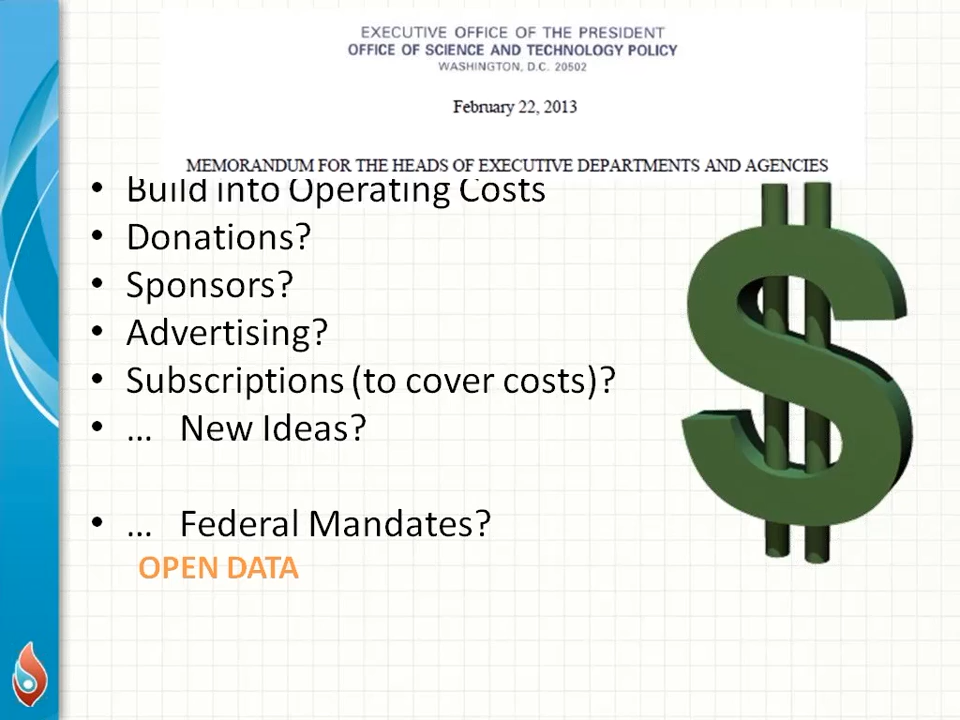 EXECUTIVE OFFICE OF THE PRESIDENT
OFFICE OF SCIENCE AND TECHNOLOGY POLICY
WASHINGTON, D.C. 20502
February 22, 2013
MEMORANDUM FOR THE HEADS OF EXECUTIVE DEPARTMENTS AND AGENCIES
• Build into Operating Costs
• Donations?
• Sponsors?
• Advertising?
• Subscriptions (to cover costs)?
• … New Ideas?
• … Federal Mandates?
OPEN DATA